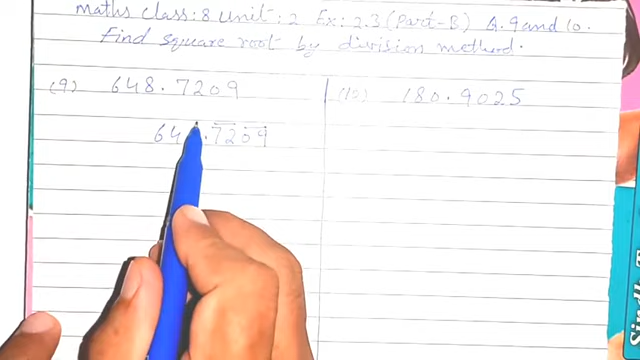 maths class: 8 Unit: 2 Ex: 2.3 (Part-B) Q. 9 and 10.
Find square root by division method.
(9) 648.7209
(10) 180.9025
64 .7209
Sindh T